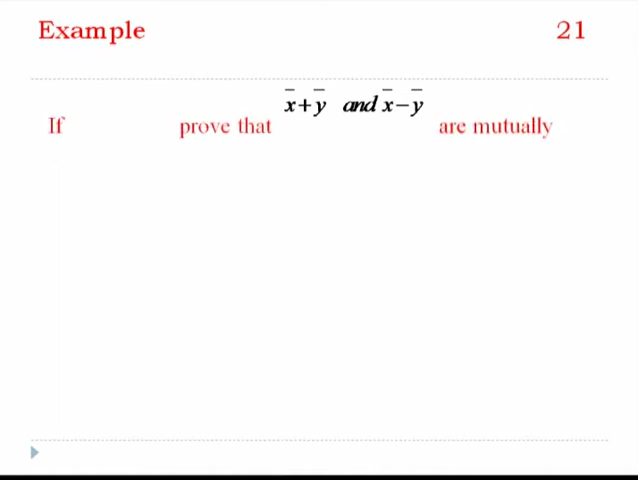 Example 21
If prove that x̅+y̅ and x̅−y̅ are mutually